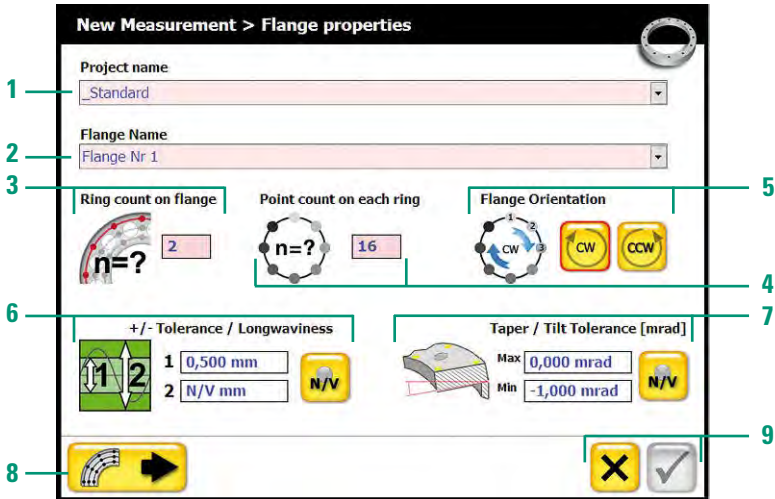 New Measurement > Flange properties
Project name
1
_Standard
Flange Name
2
Flange Nr 1
3
5
Ring count on flange
Point count on each ring
Flange Orientation
n=?
2
n=?
16
1
2
3
CW
CW
CCW
4
6
7
+/- Tolerance / Longwaviness
Taper / Tilt Tolerance [mrad]
1 2
1 0,500 mm
2 N/V mm
N/V
Max 0,000 mrad
Min -1,000 mrad
N/V
9
8